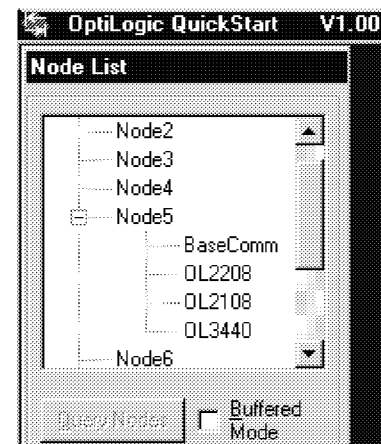 OptiLogic QuickStart V1.00
Node List
Node2
Node3
Node4
Node5
BaseComm
OL2208
OL2108
OL3440
Node6
Query Nodes
Buffered
Mode